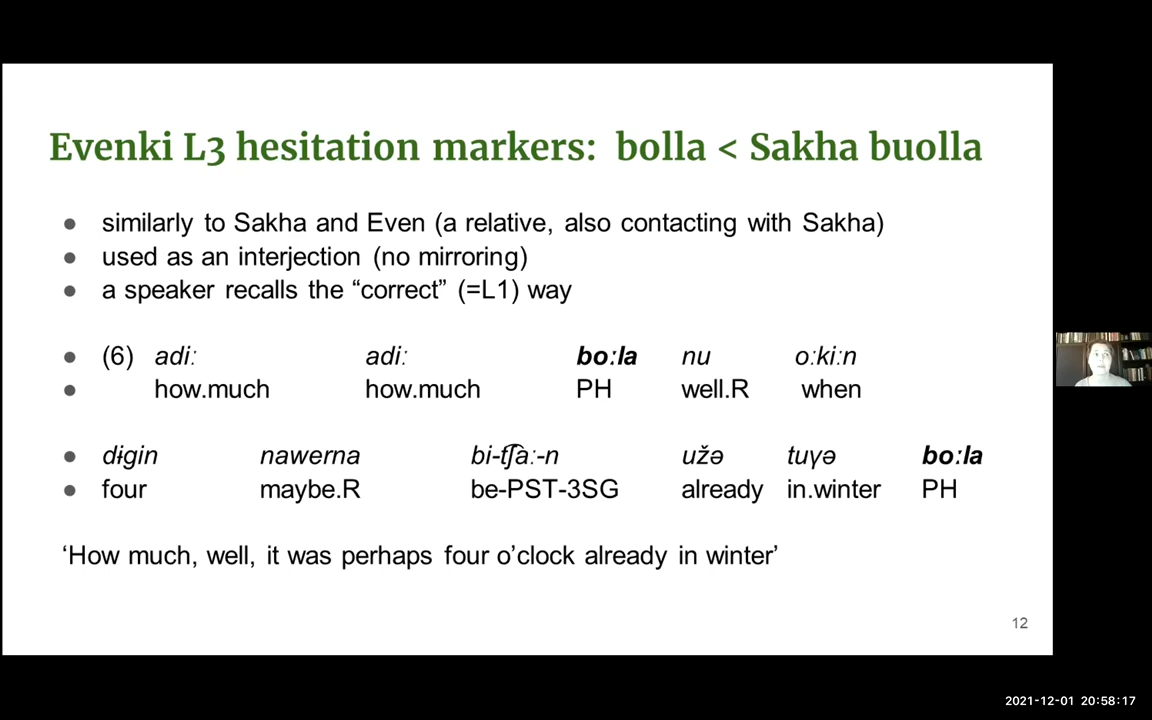 Evenki L3 hesitation markers: bolla < Sakha buolla
● similarly to Sakha and Even (a relative, also contacting with Sakha)
● used as an interjection (no mirroring)
● a speaker recalls the “correct” (=L1) way
● (6) adiː adiː boːla nu oːkiːn
● how.much how.much PH well.R when
● dɨgin nawerna bi-t͡ʃaː-n užə tuɣə boːla
● four maybe.R be-PST-3SG already in.winter PH
‘How much, well, it was perhaps four o’clock already in winter’
12
2021-12-01 20:58:17